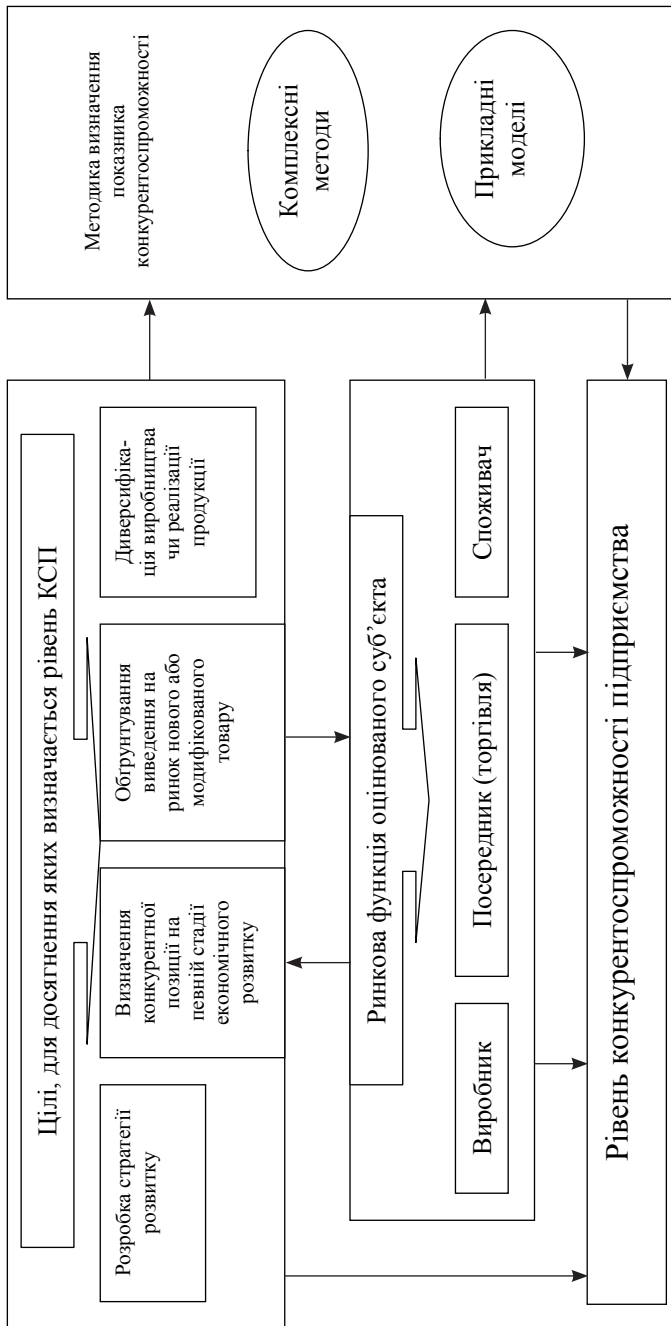 Цілі, для досягнення яких визначається рівень КСП
Розробка стратегії
розвитку
Визначення
конкурентної
позиції на
певній стадії
економічного
розвитку
Обґрунтування
виведення на
ринок нового або
модифікованого
товару
Диверсифіка-
ція виробництва
чи реалізації
продукції
Методика визначення
показника
конкурентоспроможності
Комплексні
методи
Прикладні
моделі
Ринкова функція оцінюваного суб’єкта
Виробник
Посередник (торгівля)
Споживач
Рівень конкурентоспроможності підприємства